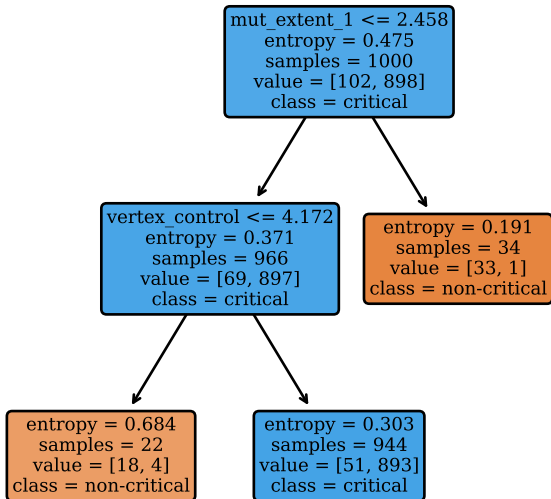 mut_extent_1 <= 2.458
entropy = 0.475
samples = 1000
value = [102, 898]
class = critical
vertex_control <= 4.172
entropy = 0.371
samples = 966
value = [69, 897]
class = critical
entropy = 0.191
samples = 34
value = [33, 1]
class = non-critical
entropy = 0.684
samples = 22
value = [18, 4]
class = non-critical
entropy = 0.303
samples = 944
value = [51, 893]
class = critical